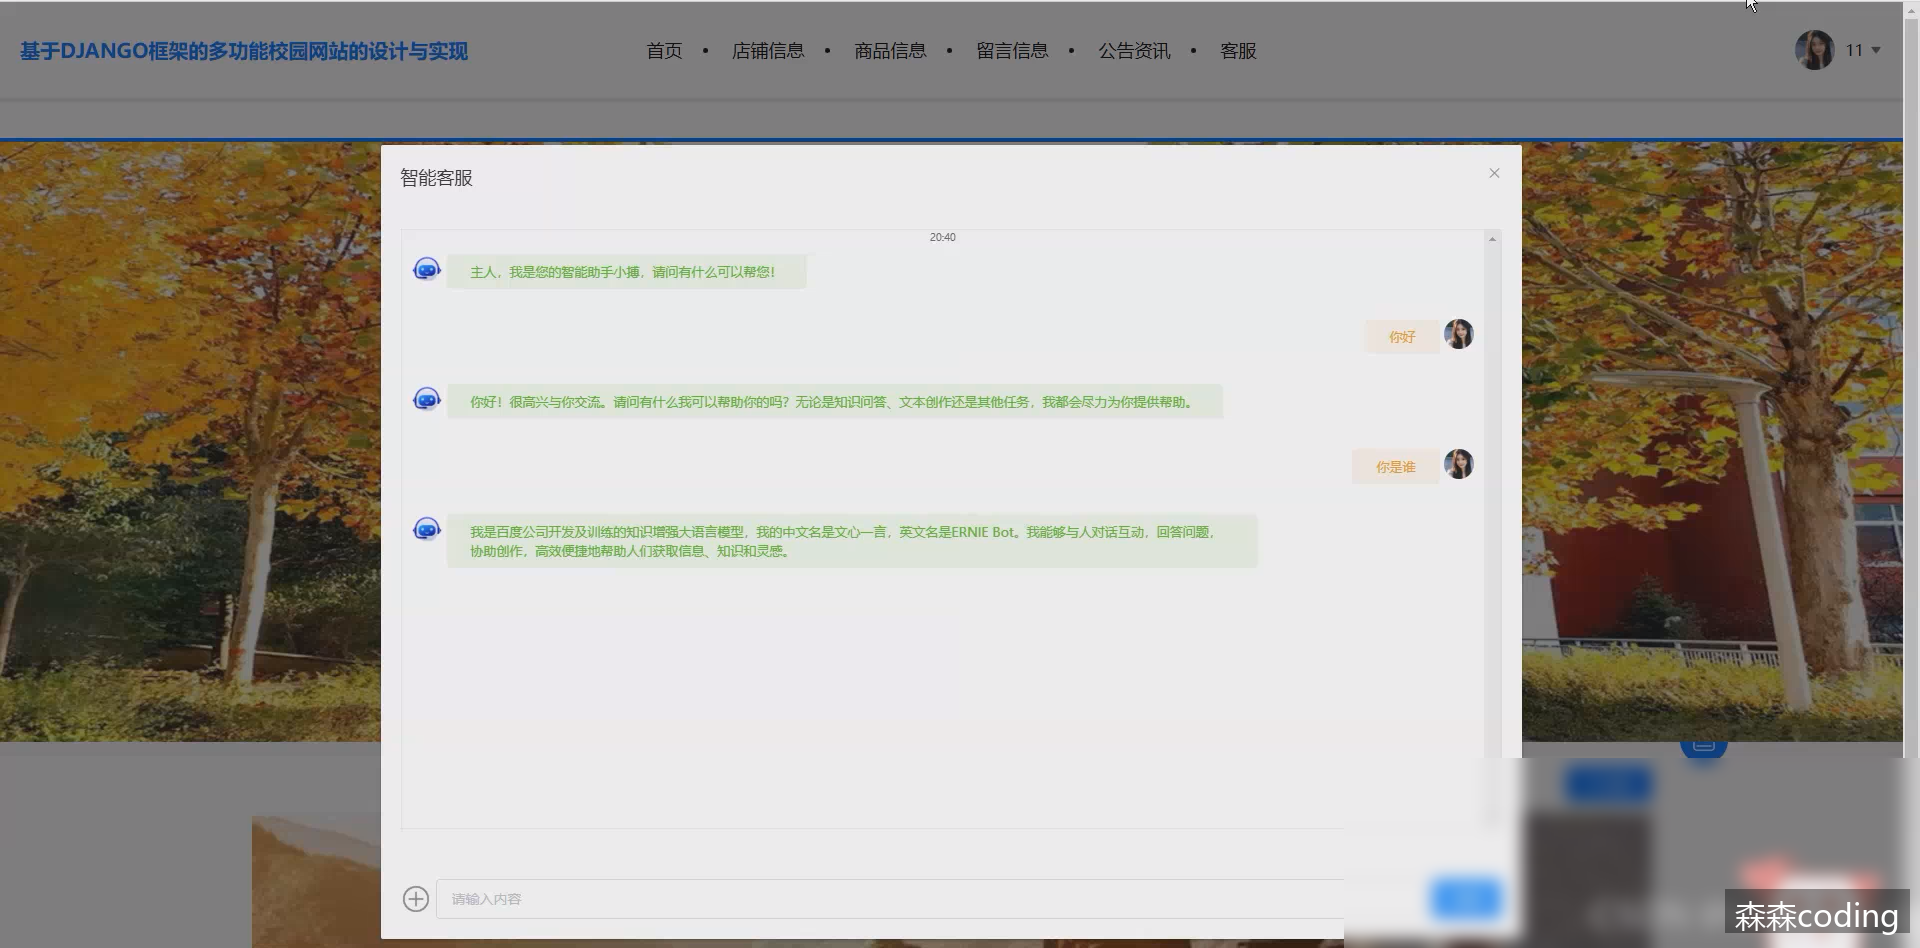 基于DJANGO框架的多功能校园网站的设计与实现
首页 • 店铺信息 • 商品信息 • 留言信息 • 公告资讯 • 客服
11
智能客服
20:40
主人，我是您的智能助手小搏，请问有什么可以帮您！
你好
你好！很高兴与你交流。请问有什么我可以帮助你的吗？无论是知识问答、文本创作还是其他任务，我都会尽力为你提供帮助。
你是谁
我是百度公司开发及训练的知识增强大语言模型，我的中文名是文心一言，英文名是ERNIE Bot。我能够与人对话互动，回答问题，
协助创作，高效便捷地帮助人们获取信息、知识和灵感。
请输入内容
森森coding